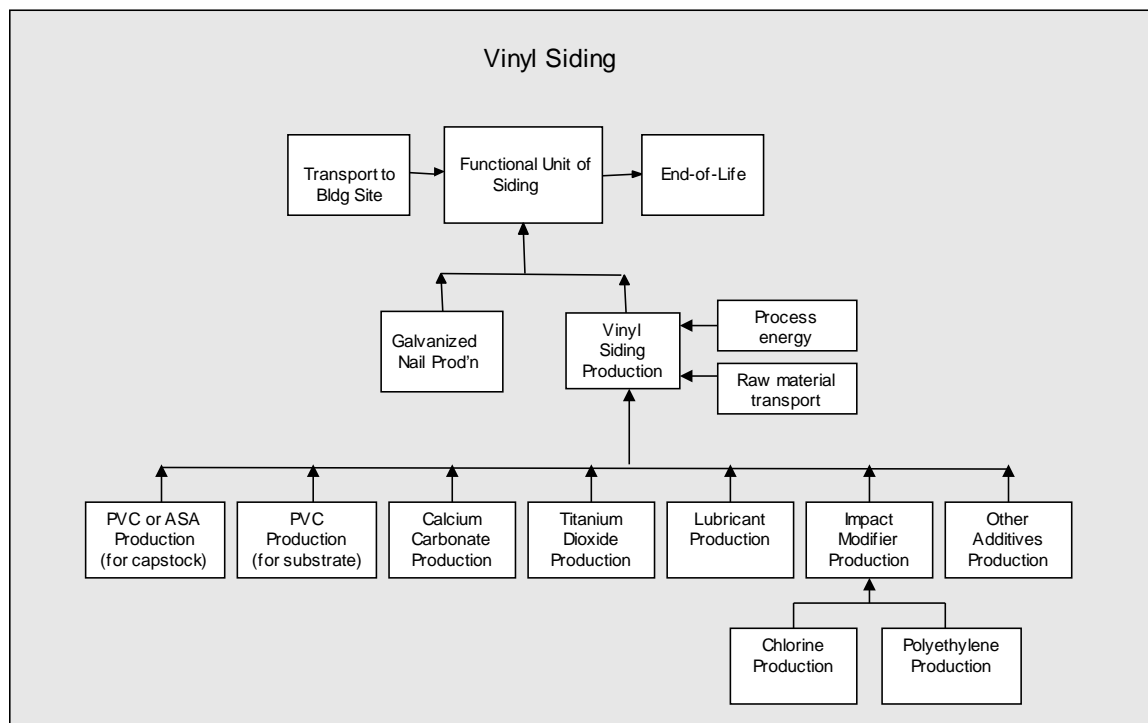 Vinyl Siding
Transport to
Bldg Site
Functional Unit of
Siding
End-of-Life
Galvanized
Nail Prod'n
Vinyl
Siding
Production
Process
energy
Raw material
transport
PVC or ASA
Production
(for capstock)
PVC
Production
(for substrate)
Calcium
Carbonate
Production
Titanium
Dioxide
Production
Lubricant
Production
Impact
Modifier
Production
Other
Additives
Production
Chlorine
Production
Polyethylene
Production